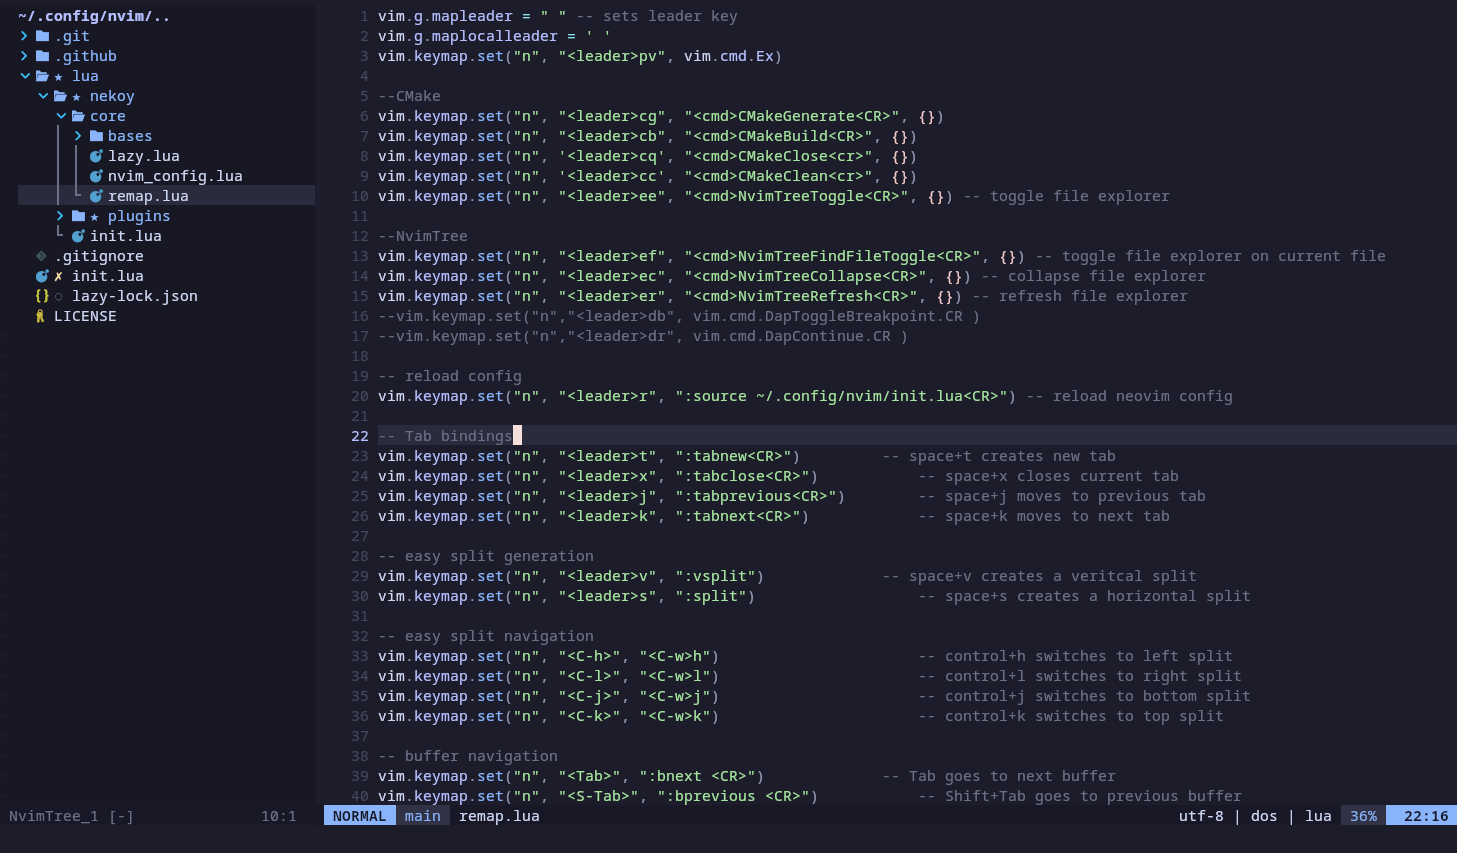 ~/.config/nvim/..
.git
.github
lua
nekoy
core
bases
lazy.lua
nvim_config.lua
remap.lua
plugins
init.lua
.gitignore
init.lua
lazy-lock.json
LICENSE
NvimTree_1 [-] 10:1
1 vim.g.mapleader = " " -- sets leader key
2 vim.g.maplocalleader = ' '
3 vim.keymap.set("n", "<leader>pv", vim.cmd.Ex)
4
5 --CMake
6 vim.keymap.set("n", "<leader>cg", "<cmd>CMakeGenerate<CR>", {})
7 vim.keymap.set("n", "<leader>cb", "<cmd>CMakeBuild<CR>", {})
8 vim.keymap.set("n", '<leader>cq', "<cmd>CMakeClose<cr>", {})
9 vim.keymap.set("n", '<leader>cc', "<cmd>CMakeClean<cr>", {})
10 vim.keymap.set("n", "<leader>ee", "<cmd>NvimTreeToggle<CR>", {}) -- toggle file explorer
11
12 --NvimTree
13 vim.keymap.set("n", "<leader>ef", "<cmd>NvimTreeFindFileToggle<CR>", {}) -- toggle file explorer on current file
14 vim.keymap.set("n", "<leader>ec", "<cmd>NvimTreeCollapse<CR>", {}) -- collapse file explorer
15 vim.keymap.set("n", "<leader>er", "<cmd>NvimTreeRefresh<CR>", {}) -- refresh file explorer
16 --vim.keymap.set("n","<leader>db", vim.cmd.DapToggleBreakpoint.CR )
17 --vim.keymap.set("n","<leader>dr", vim.cmd.DapContinue.CR )
18
19 -- reload config
20 vim.keymap.set("n", "<leader>r", ":source ~/.config/nvim/init.lua<CR>") -- reload neovim config
21
22 -- Tab bindings
23 vim.keymap.set("n", "<leader>t", ":tabnew<CR>") -- space+t creates new tab
24 vim.keymap.set("n", "<leader>x", ":tabclose<CR>") -- space+x closes current tab
25 vim.keymap.set("n", "<leader>j", ":tabprevious<CR>") -- space+j moves to previous tab
26 vim.keymap.set("n", "<leader>k", ":tabnext<CR>") -- space+k moves to next tab
27
28 -- easy split generation
29 vim.keymap.set("n", "<leader>v", ":vsplit") -- space+v creates a veritcal split
30 vim.keymap.set("n", "<leader>s", ":split") -- space+s creates a horizontal split
31
32 -- easy split navigation
33 vim.keymap.set("n", "<C-h>", "<C-w>h") -- control+h switches to left split
34 vim.keymap.set("n", "<C-l>", "<C-w>l") -- control+l switches to right split
35 vim.keymap.set("n", "<C-j>", "<C-w>j") -- control+j switches to bottom split
36 vim.keymap.set("n", "<C-k>", "<C-w>k") -- control+k switches to top split
37
38 -- buffer navigation
39 vim.keymap.set("n", "<Tab>", ":bnext <CR>") -- Tab goes to next buffer
40 vim.keymap.set("n", "<S-Tab>", ":bprevious <CR>") -- Shift+Tab goes to previous buffer
NORMAL main remap.lua utf-8 | dos | lua 36% 22:16